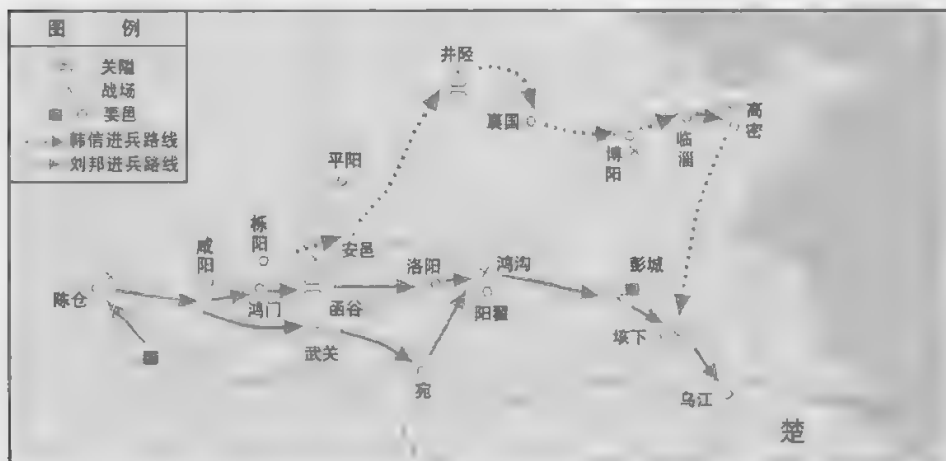 图 例
关隘
战场
要邑
韩信进兵路线
刘邦进兵路线
井陉
襄国
博阳
临淄
高密
平阳
栎阳
咸阳
安邑
洛阳
鸿沟
彭城
陈仓
鸿门
函谷
阳翟
垓下
武关
宛
乌江
楚